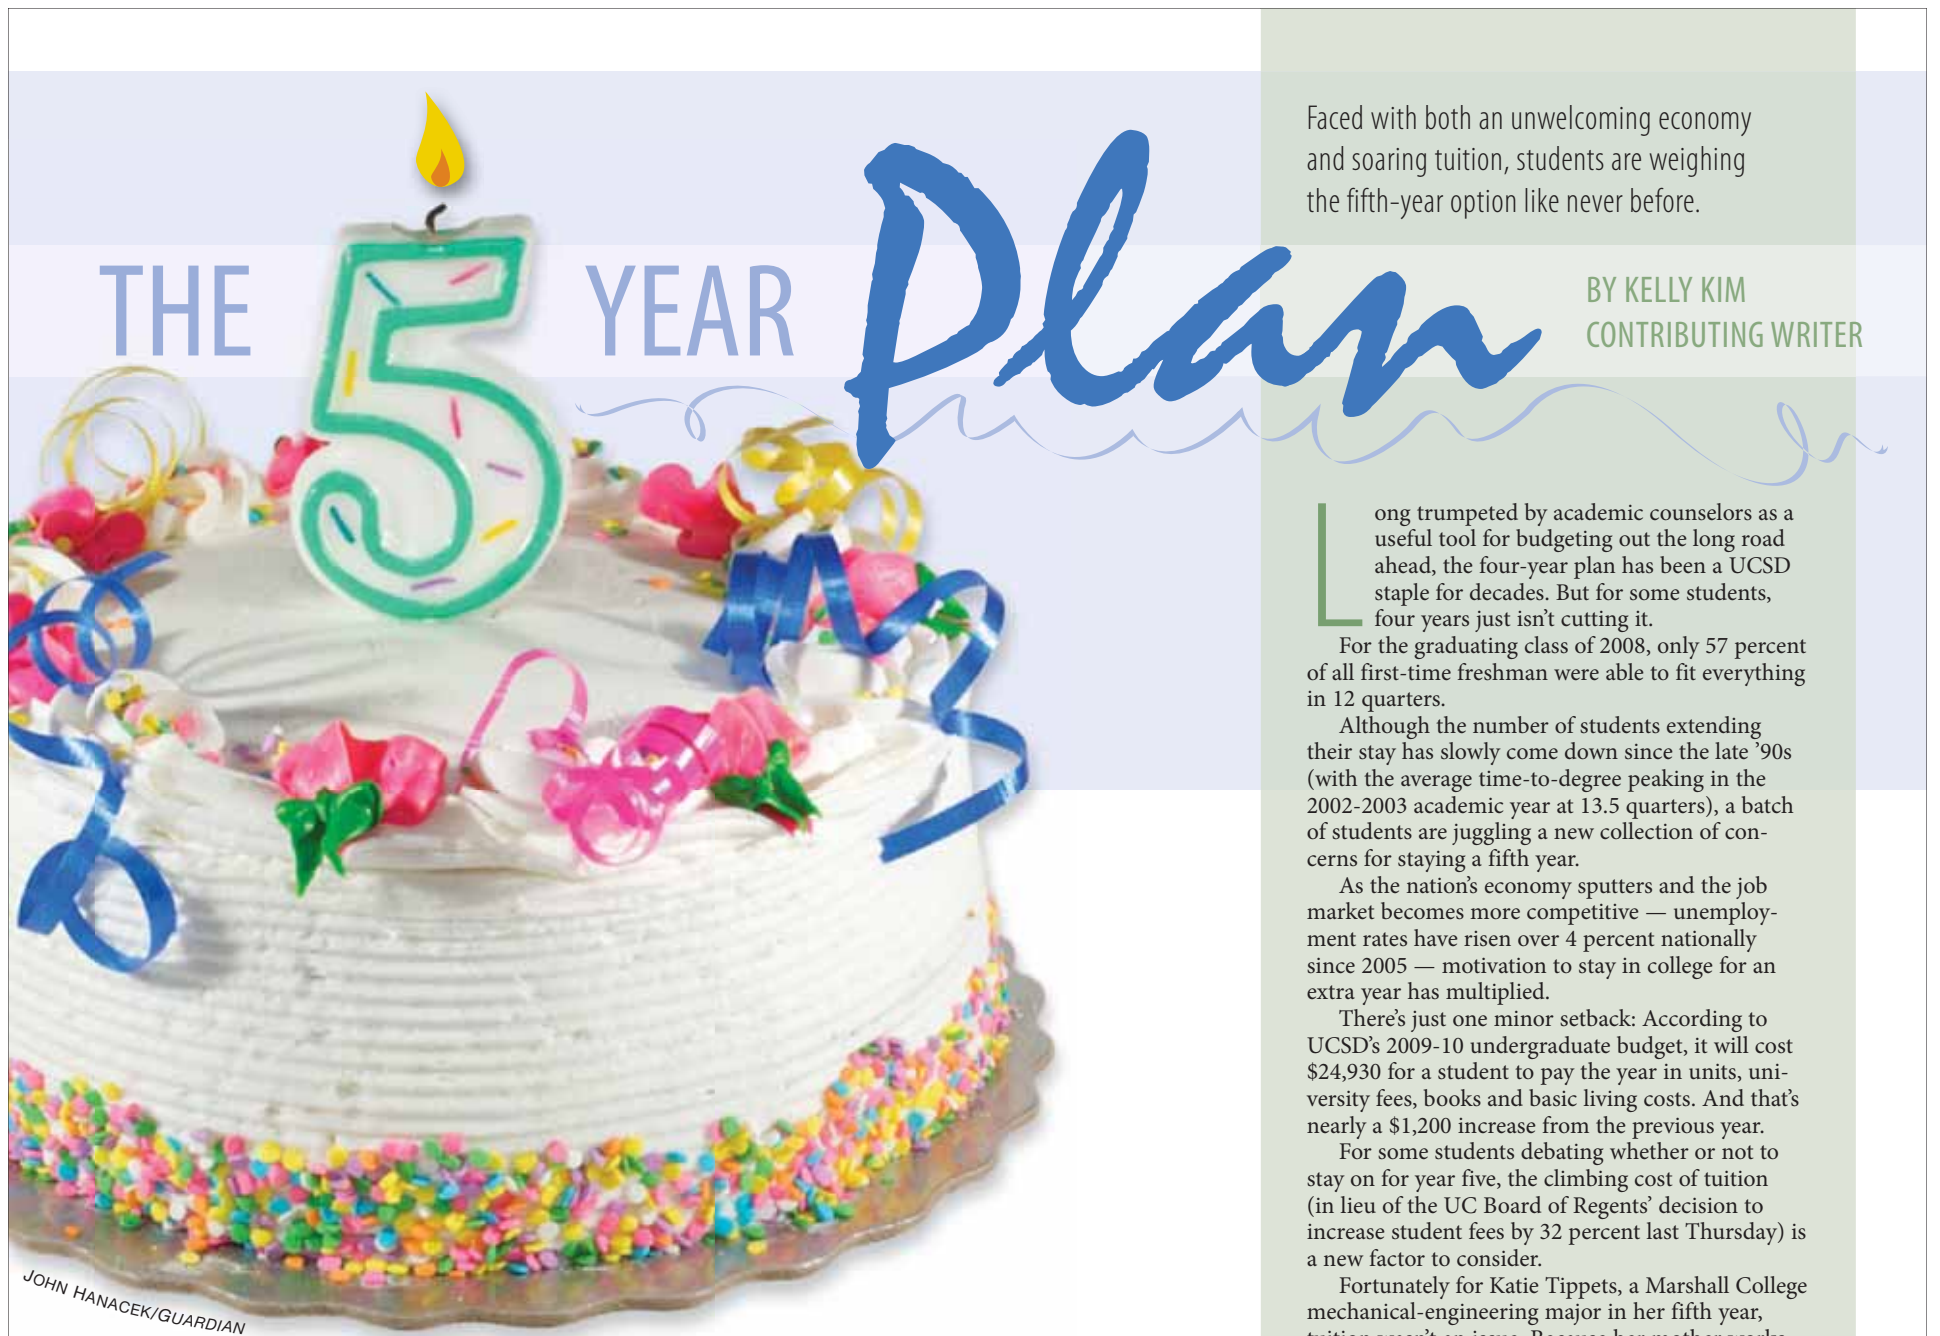 THE 5 YEAR Plan
Faced with both an unwelcoming economy
and soaring tuition, students are weighing
the fifth-year option like never before.
BY KELLY KIM
CONTRIBUTING WRITER
Long trumpeted by academic counselors as a
useful tool for budgeting out the long road
ahead, the four-year plan has been a UCSD
staple for decades. But for some students,
four years just isn’t cutting it.
For the graduating class of 2008, only 57 percent
of all first-time freshman were able to fit everything
in 12 quarters.
Although the number of students extending
their stay has slowly come down since the late ’90s
(with the average time-to-degree peaking in the
2002-2003 academic year at 13.5 quarters), a batch
of students are juggling a new collection of con-
cerns for staying a fifth year.
As the nation’s economy sputters and the job
market becomes more competitive — unemploy-
ment rates have risen over 4 percent nationally
since 2005 — motivation to stay in college for an
extra year has multiplied.
There’s just one minor setback: According to
UCSD’s 2009-10 undergraduate budget, it will cost
$24,930 for a student to pay the year in units, uni-
versity fees, books and basic living costs. And that’s
nearly a $1,200 increase from the previous year.
For some students debating whether or not to
stay on for year five, the climbing cost of tuition
(in lieu of the UC Board of Regents’ decision to
increase student fees by 32 percent last Thursday) is
a new factor to consider.
Fortunately for Katie Tippets, a Marshall College
mechanical-engineering major in her fifth year,
JOHN HANACEK/GUARDIAN